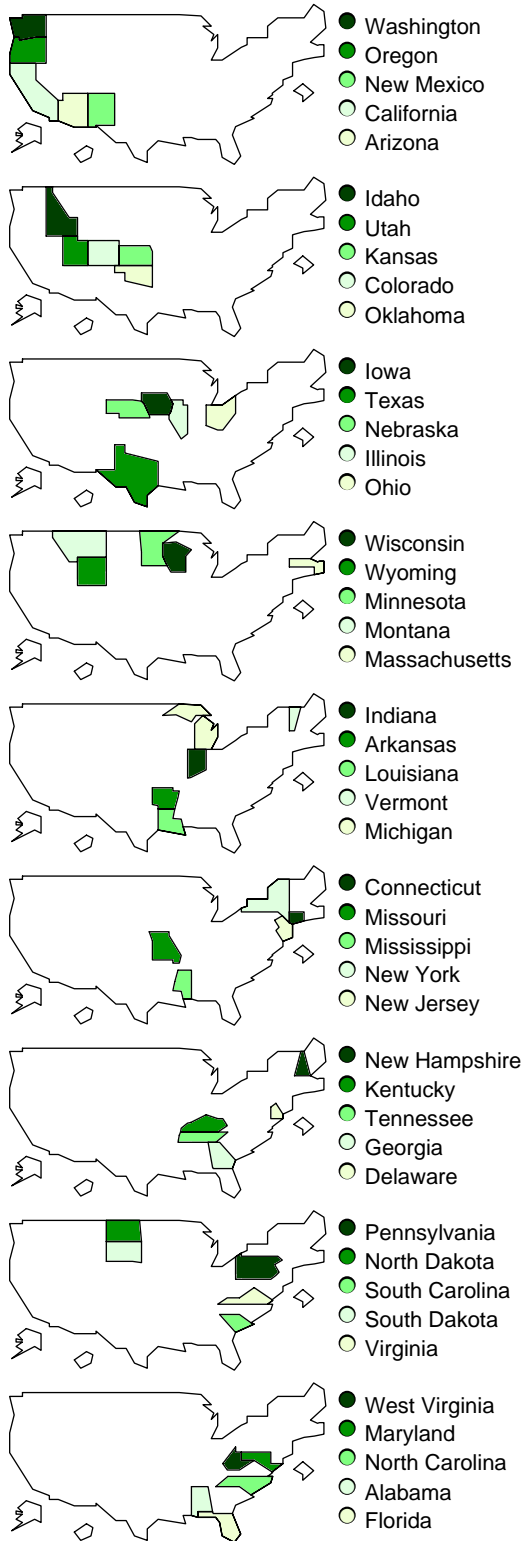 Washington
Oregon
New Mexico
California
Arizona
Idaho
Utah
Kansas
Colorado
Oklahoma
Iowa
Texas
Nebraska
Illinois
Ohio
Wisconsin
Wyoming
Minnesota
Montana
Massachusetts
Indiana
Arkansas
Louisiana
Vermont
Michigan
Connecticut
Missouri
Mississippi
New York
New Jersey
New Hampshire
Kentucky
Tennessee
Georgia
Delaware
Pennsylvania
North Dakota
South Carolina
South Dakota
Virginia
West Virginia
Maryland
North Carolina
Alabama
Florida